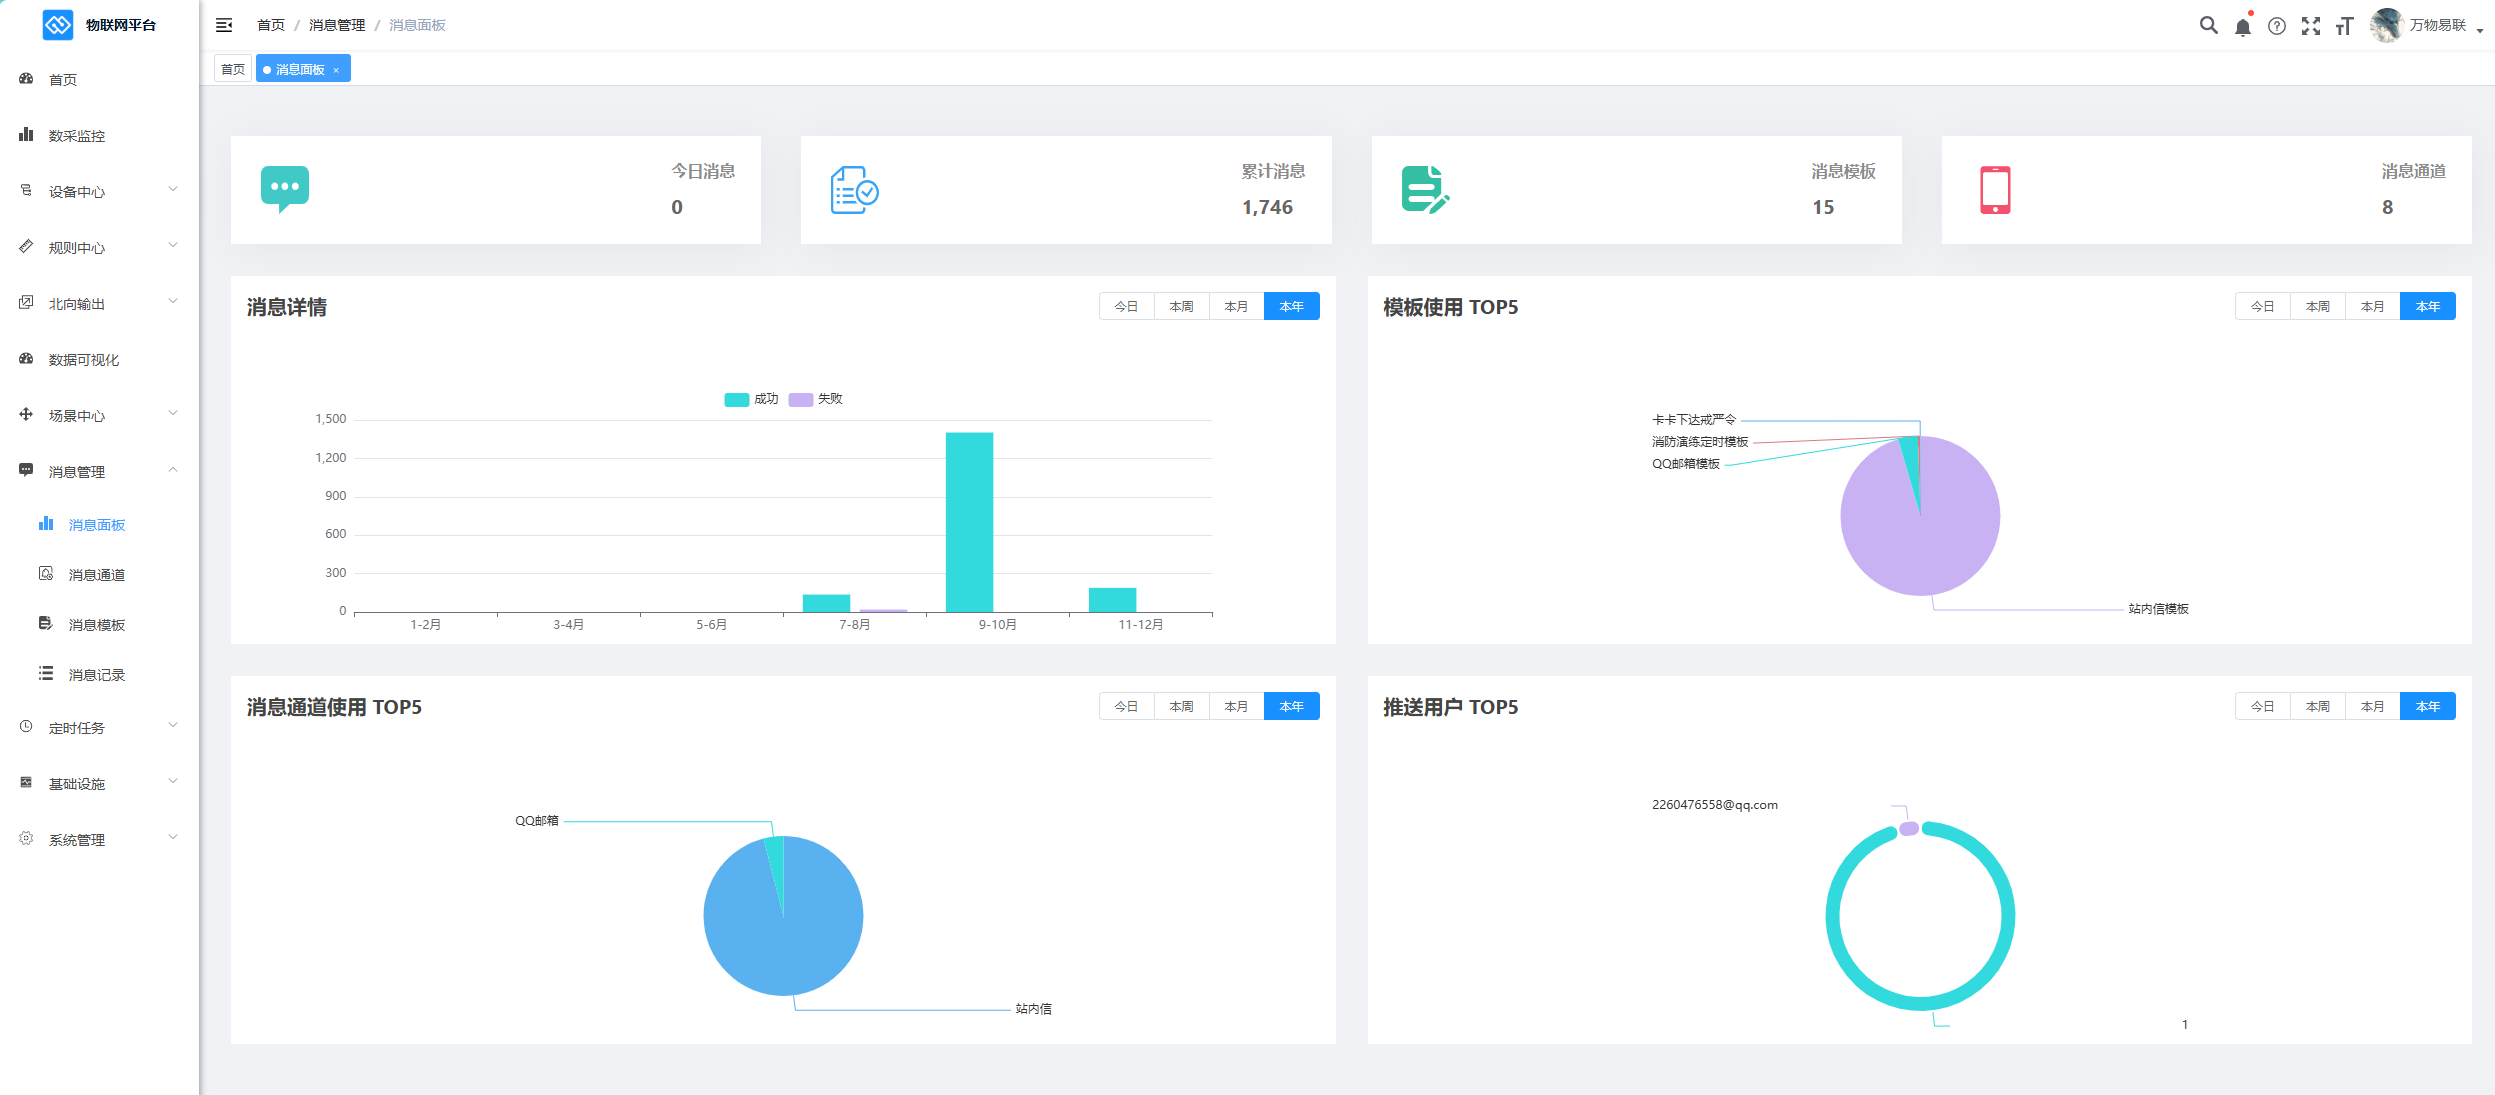 物联网平台
首页 / 消息管理 / 消息面板
万物易联
首页
消息面板 ×
首页
数采监控
设备中心
规则中心
北向输出
数据可视化
场景中心
消息管理
消息面板
消息通道
消息模板
消息记录
定时任务
基础设施
系统管理
今日消息
0
累计消息
1,746
消息模板
15
消息通道
8
消息详情
今日 本周 本月 本年
成功 失败
1,500
1,200
900
600
300
0
1-2月 3-4月 5-6月 7-8月 9-10月 11-12月
模板使用 TOP5
今日 本周 本月 本年
卡卡下达戒严令
消防演练定时模板
QQ邮箱模板
站内信模板
消息通道使用 TOP5
今日 本周 本月 本年
QQ邮箱
站内信
推送用户 TOP5
今日 本周 本月 本年
2260476558@qq.com
1